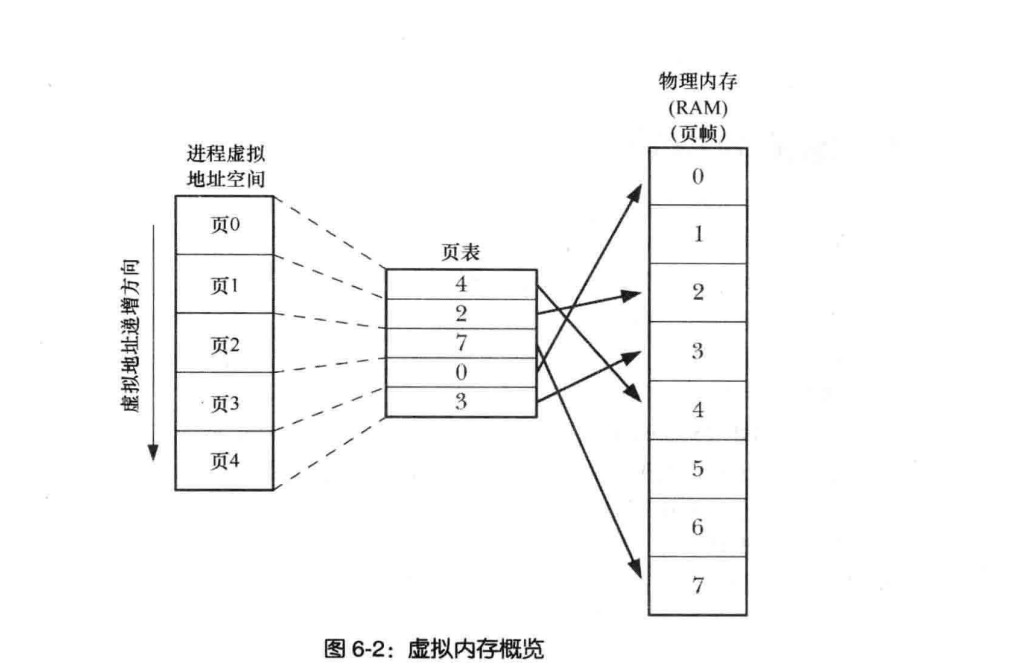 物理内存
(RAM)
(页帧)
进程虚拟
地址空间
虚拟地址递增方向
页0
页1
页2
页3
页4
页表
4
2
7
0
3
0
1
2
3
4
5
6
7
图 6-2：虚拟内存概览